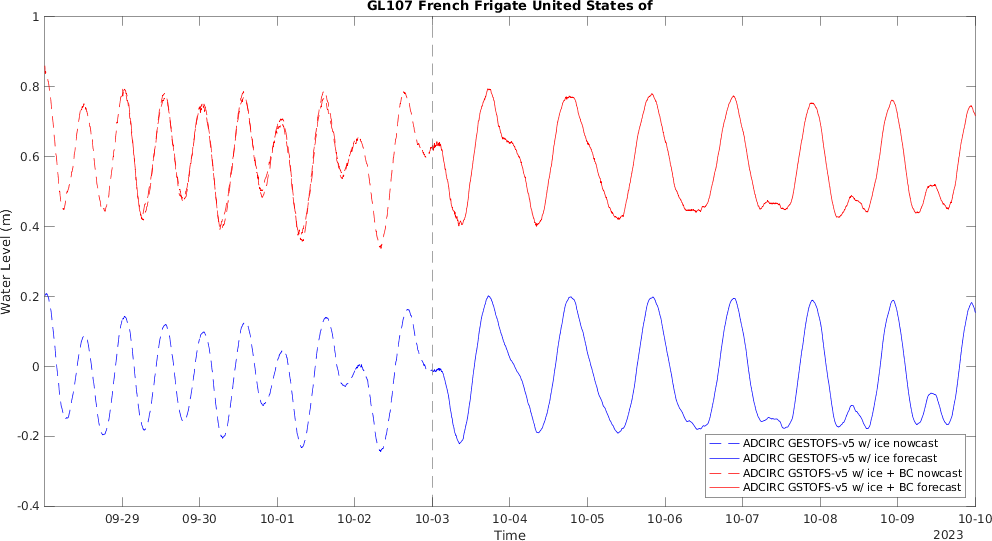 GL107 French Frigate United States of
Water Level (m)
1
0.8
0.6
0.4
0.2
0
-0.2
-0.4
ADCIRC GESTOFS-v5 w/ ice nowcast
ADCIRC GESTOFS-v5 w/ ice forecast
ADCIRC GSTOFS-v5 w/ ice + BC nowcast
ADCIRC GSTOFS-v5 w/ ice + BC forecast
09-29 09-30 10-01 10-02 10-03 10-04 10-05 10-06 10-07 10-08 10-09 10-10
Time
2023